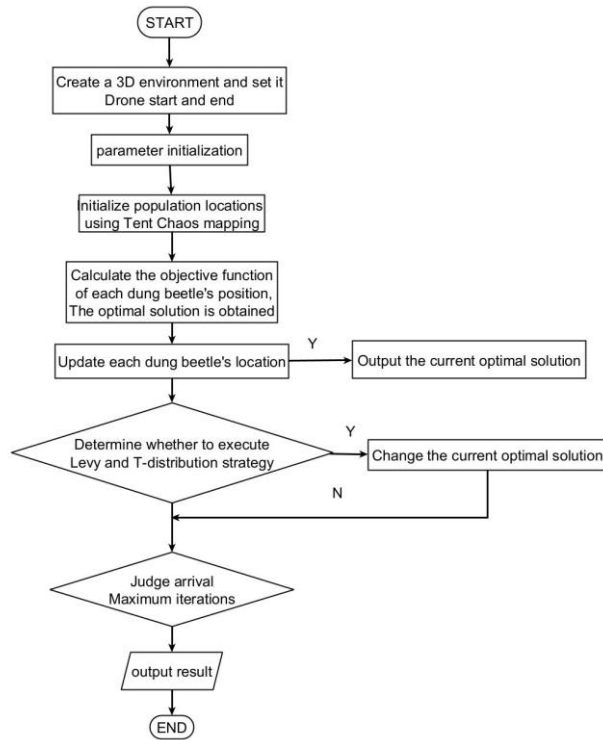 START
Create a 3D environment and set it
Drone start and end
parameter initialization
Initialize population locations
using Tent Chaos mapping
Calculate the objective function
of each dung beetle's position,
The optimal solution is obtained
Update each dung beetle's location
Y
Output the current optimal solution
Determine whether to execute
Levy and T-distribution strategy
Y
Change the current optimal solution
N
Judge arrival
Maximum iterations
output result
END